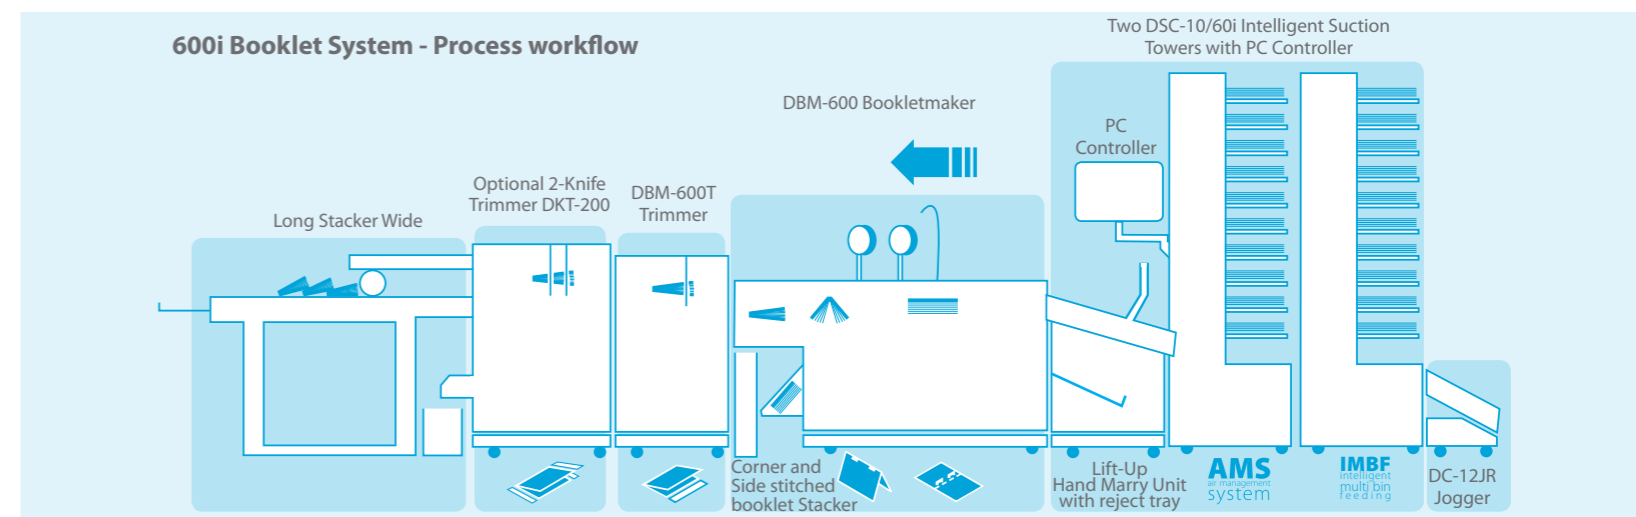 600i Booklet System - Process workflow
Two DSC-10/60i Intelligent Suction
Towers with PC Controller
DBM-600 Bookletmaker
PC
Controller
Optional 2-Knife
Trimmer DKT-200
DBM-600T
Trimmer
Long Stacker Wide
Corner and
Side stitched
booklet Stacker
Lift-Up
Hand Marry Unit
with reject tray
AMS
air management
system
IMBF
intelligent
multi bin
feeding
DC-12JR
Jogger